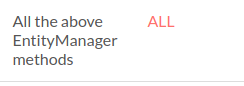 All the above ALL
EntityManager
methods